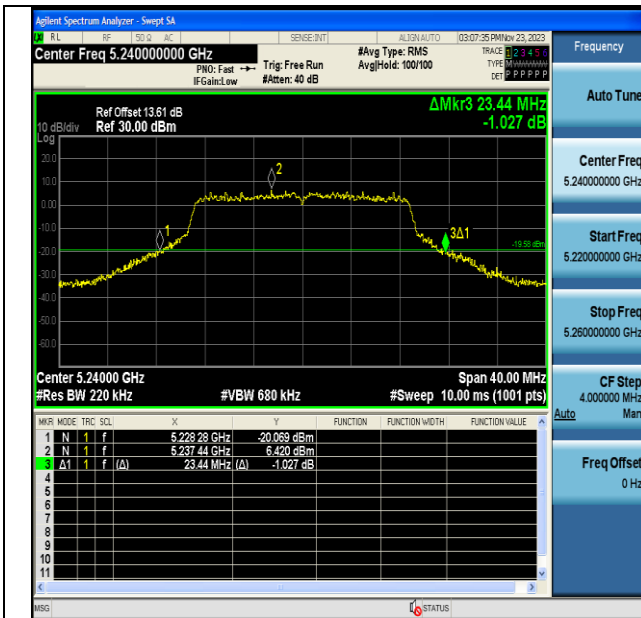 Agilent Spectrum Analyzer - Swept SA
RL RF 50 Ω AC SENSE:INT ALIGN AUTO 03:07:35 PM Nov 23, 2023
Center Freq 5.240000000 GHz
PNO: Fast
IFGain:Low
Trig: Free Run
#Atten: 40 dB
#Avg Type: RMS
Avg|Hold: 100/100
TRACE 1 2 3 4 5 6
TYPE MWWWWW
DET P P P P P P
Ref Offset 13.61 dB
10 dB/div Ref 30.00 dBm
Log
ΔMkr3 23.44 MHz
-1.027 dB
20.0
10.0
0.00
-10.0
-20.0
-30.0
-40.0
-50.0
-60.0
1
2
3Δ1
-19.58 dBm
Center 5.24000 GHz Span 40.00 MHz
#Res BW 220 kHz #VBW 680 kHz #Sweep 10.00 ms (1001 pts)
MKR MODE TRC SCL X Y FUNCTION FUNCTION WIDTH FUNCTION VALUE
1 N 1 f 5.228 28 GHz -20.069 dBm
2 N 1 f 5.237 44 GHz 6.420 dBm
3 Δ1 1 f (Δ) 23.44 MHz (Δ) -1.027 dB
4
5
6
7
8
9
10
11
MSG STATUS
Frequency
Auto Tune
Center Freq
5.240000000 GHz
Start Freq
5.220000000 GHz
Stop Freq
5.260000000 GHz
CF Step
4.000000 MHz
Auto Man
Freq Offset
0 Hz